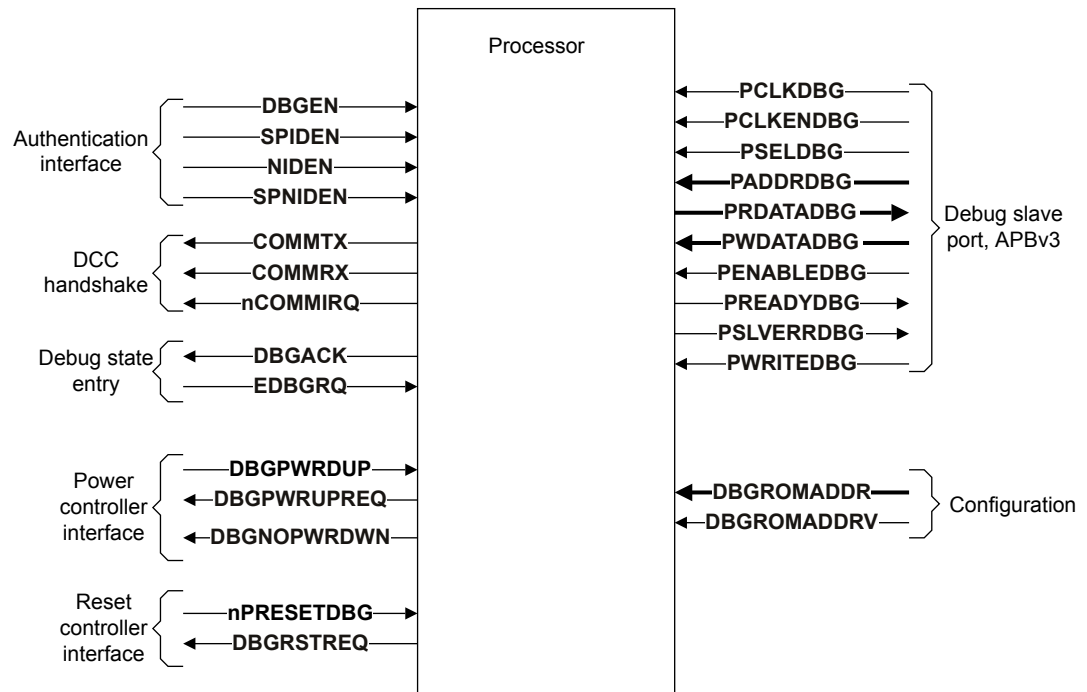 Processor
Authentication
interface
DBGEN
SPIDEN
NIDEN
SPNIDEN
DCC
handshake
COMMTX
COMMRX
nCOMMIRQ
Debug state
entry
DBGACK
EDBGRQ
Power
controller
interface
DBGPWRDUP
DBGPWRUPREQ
DBGNOPWRDWN
Reset
controller
interface
nPRESETDBG
DBGRSTREQ
PCLKDBG
PCLKENDBG
PSELDBG
PADDRDBG
PRDATADBG
PWDATADBG
PENABLEDBG
PREADYDBG
PSLVERRDBG
PWRITEDBG
Debug slave
port, APBv3
DBGROMADDR
DBGROMADDRV
Configuration